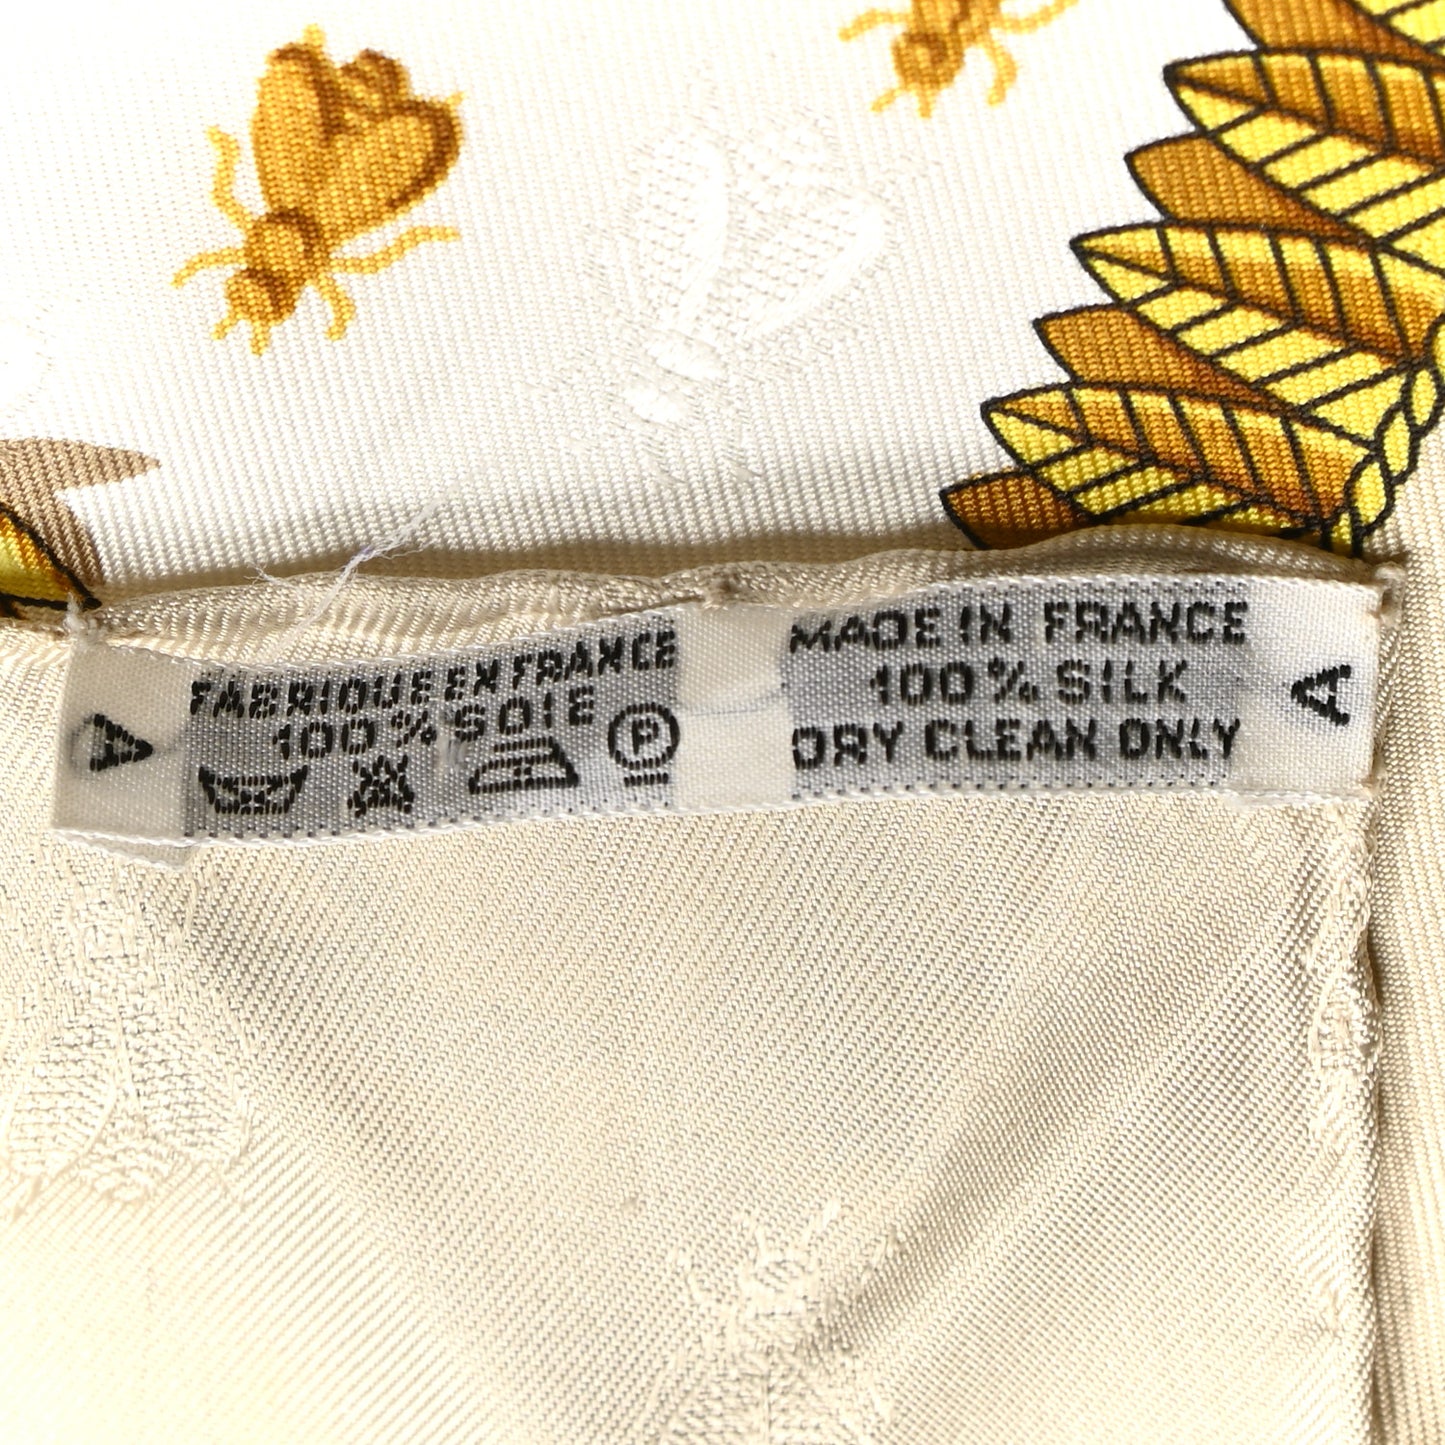 A
FABRIQUE EN FRANCE
100% SOIE
P
MADE IN FRANCE
100% SILK
DRY CLEAN ONLY
A